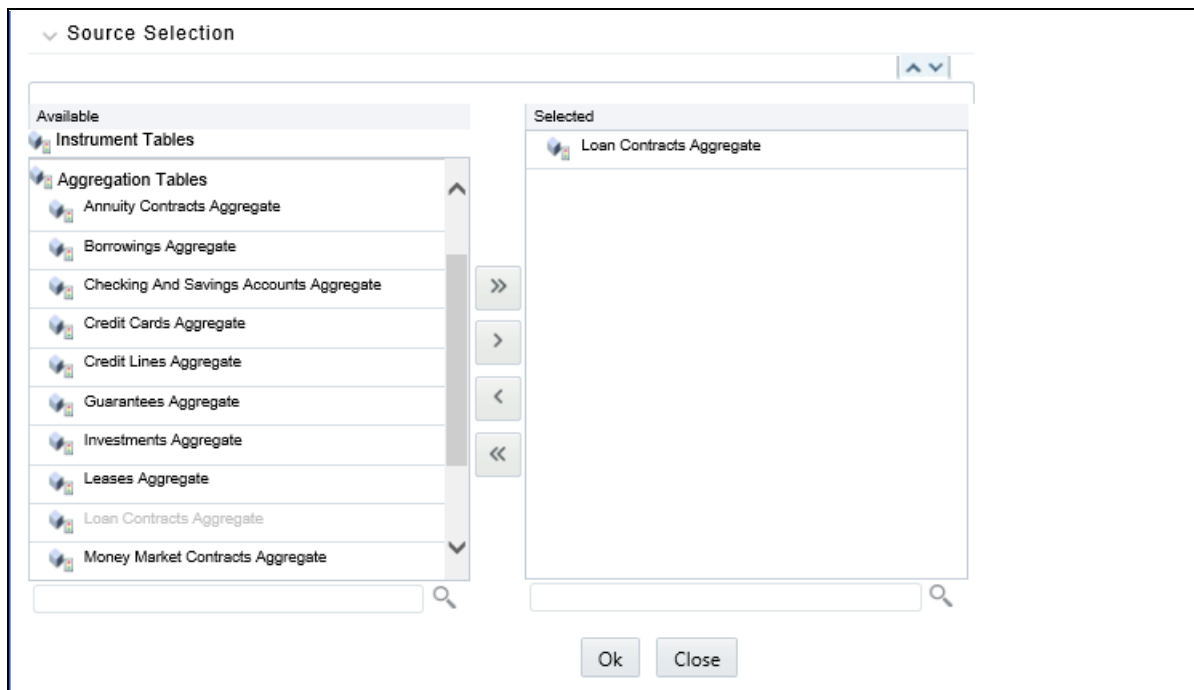 Source Selection
Available
Instrument Tables
Aggregation Tables
Annuity Contracts Aggregate
Borrowings Aggregate
Checking And Savings Accounts Aggregate
Credit Cards Aggregate
Credit Lines Aggregate
Guarantees Aggregate
Investments Aggregate
Leases Aggregate
Loan Contracts Aggregate
Money Market Contracts Aggregate
Selected
Loan Contracts Aggregate
Ok
Close